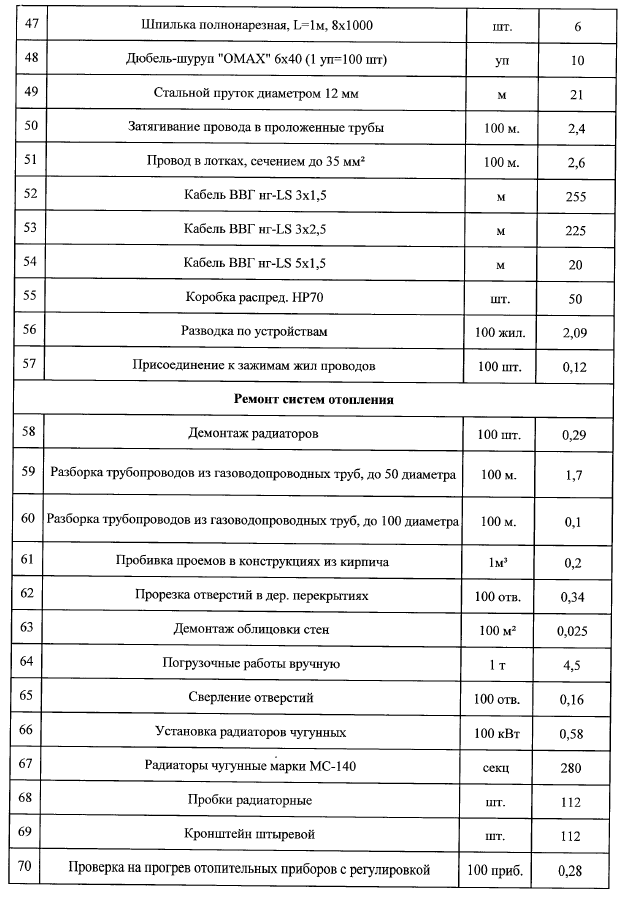 47 Шпилька полнонарезная, L=1м, 8х1000 шт. 6
48 Дюбель-шуруп "ОМАХ" 6х40 (1 уп=100 шт) уп 10
49 Стальной пруток диаметром 12 мм м 21
50 Затягивание провода в проложенные трубы 100 м. 2,4
51 Провод в лотках, сечением до 35 мм² 100 м. 2,6
52 Кабель ВВГ нг-LS 3х1,5 м 255
53 Кабель ВВГ нг-LS 3х2,5 м 225
54 Кабель ВВГ нг-LS 5х1,5 м 20
55 Коробка распред. НР70 шт. 50
56 Разводка по устройствам 100 жил. 2,09
57 Присоединение к зажимам жил проводов 100 шт. 0,12
Ремонт систем отопления
58 Демонтаж радиаторов 100 шт. 0,29
59 Разборка трубопроводов из газоводопроводных труб, до 50 диаметра 100 м. 1,7
60 Разборка трубопроводов из газоводопроводных труб, до 100 диаметра 100 м. 0,1
61 Пробивка проемов в конструкциях из кирпича 1м³ 0,2
62 Прорезка отверстий в дер. перекрытиях 100 отв. 0,34
63 Демонтаж облицовки стен 100 м² 0,025
64 Погрузочные работы вручную 1 т 4,5
65 Сверление отверстий 100 отв. 0,16
66 Установка радиаторов чугунных 100 кВт 0,58
67 Радиаторы чугунные марки МС-140 секц 280
68 Пробки радиаторные шт. 112
69 Кронштейн штыревой шт. 112
70 Проверка на прогрев отопительных приборов с регулировкой 100 приб. 0,28